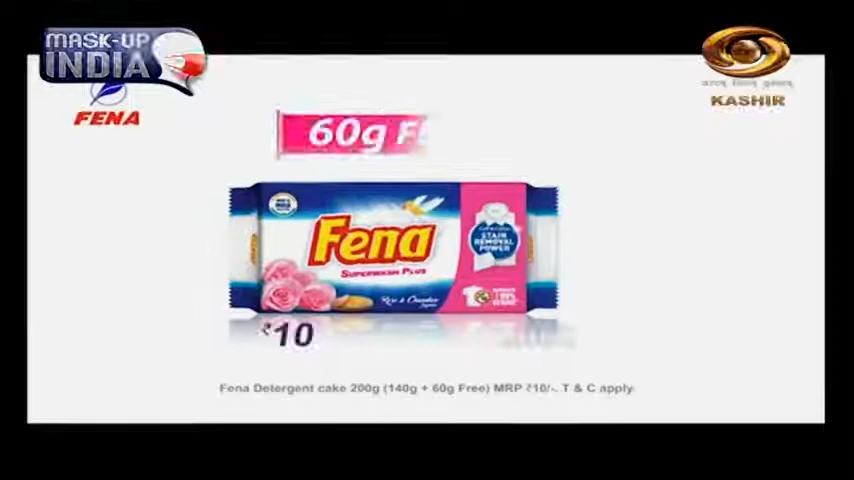 MASK-UP
INDIA
FENA
KASHIR
60g F
Fena
SUPERWASH PLUS
STAIN
REMOVAL
POWER
Rose &
₹10
Fena Detergent cake 200g (140g + 60g Free) MRP ₹10/-. T & C apply